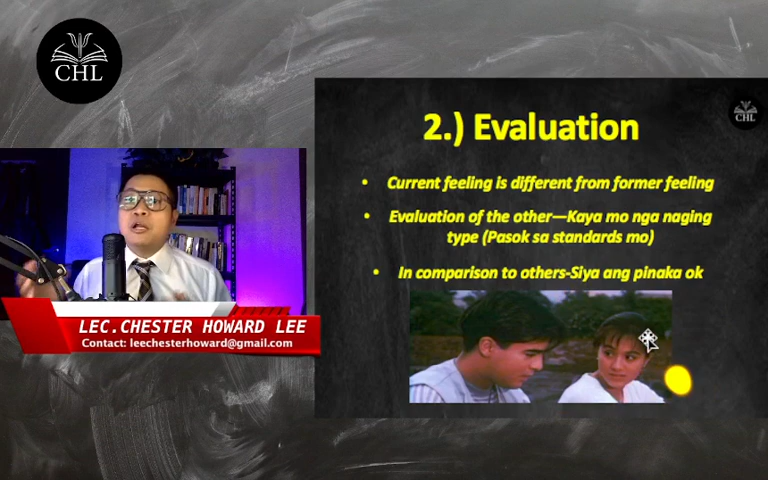 CHL
CHL
2.) Evaluation
• Current feeling is different from former feeling
• Evaluation of the other—Kaya mo nga naging
type (Pasok sa standards mo)
• In comparison to others-Siya ang pinaka ok
LEC.CHESTER HOWARD LEE
Contact: leechesterhoward@gmail.com